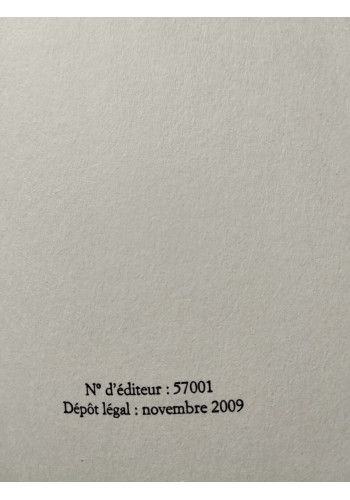 N° d'éditeur : 57001
Dépôt légal : novembre 2009